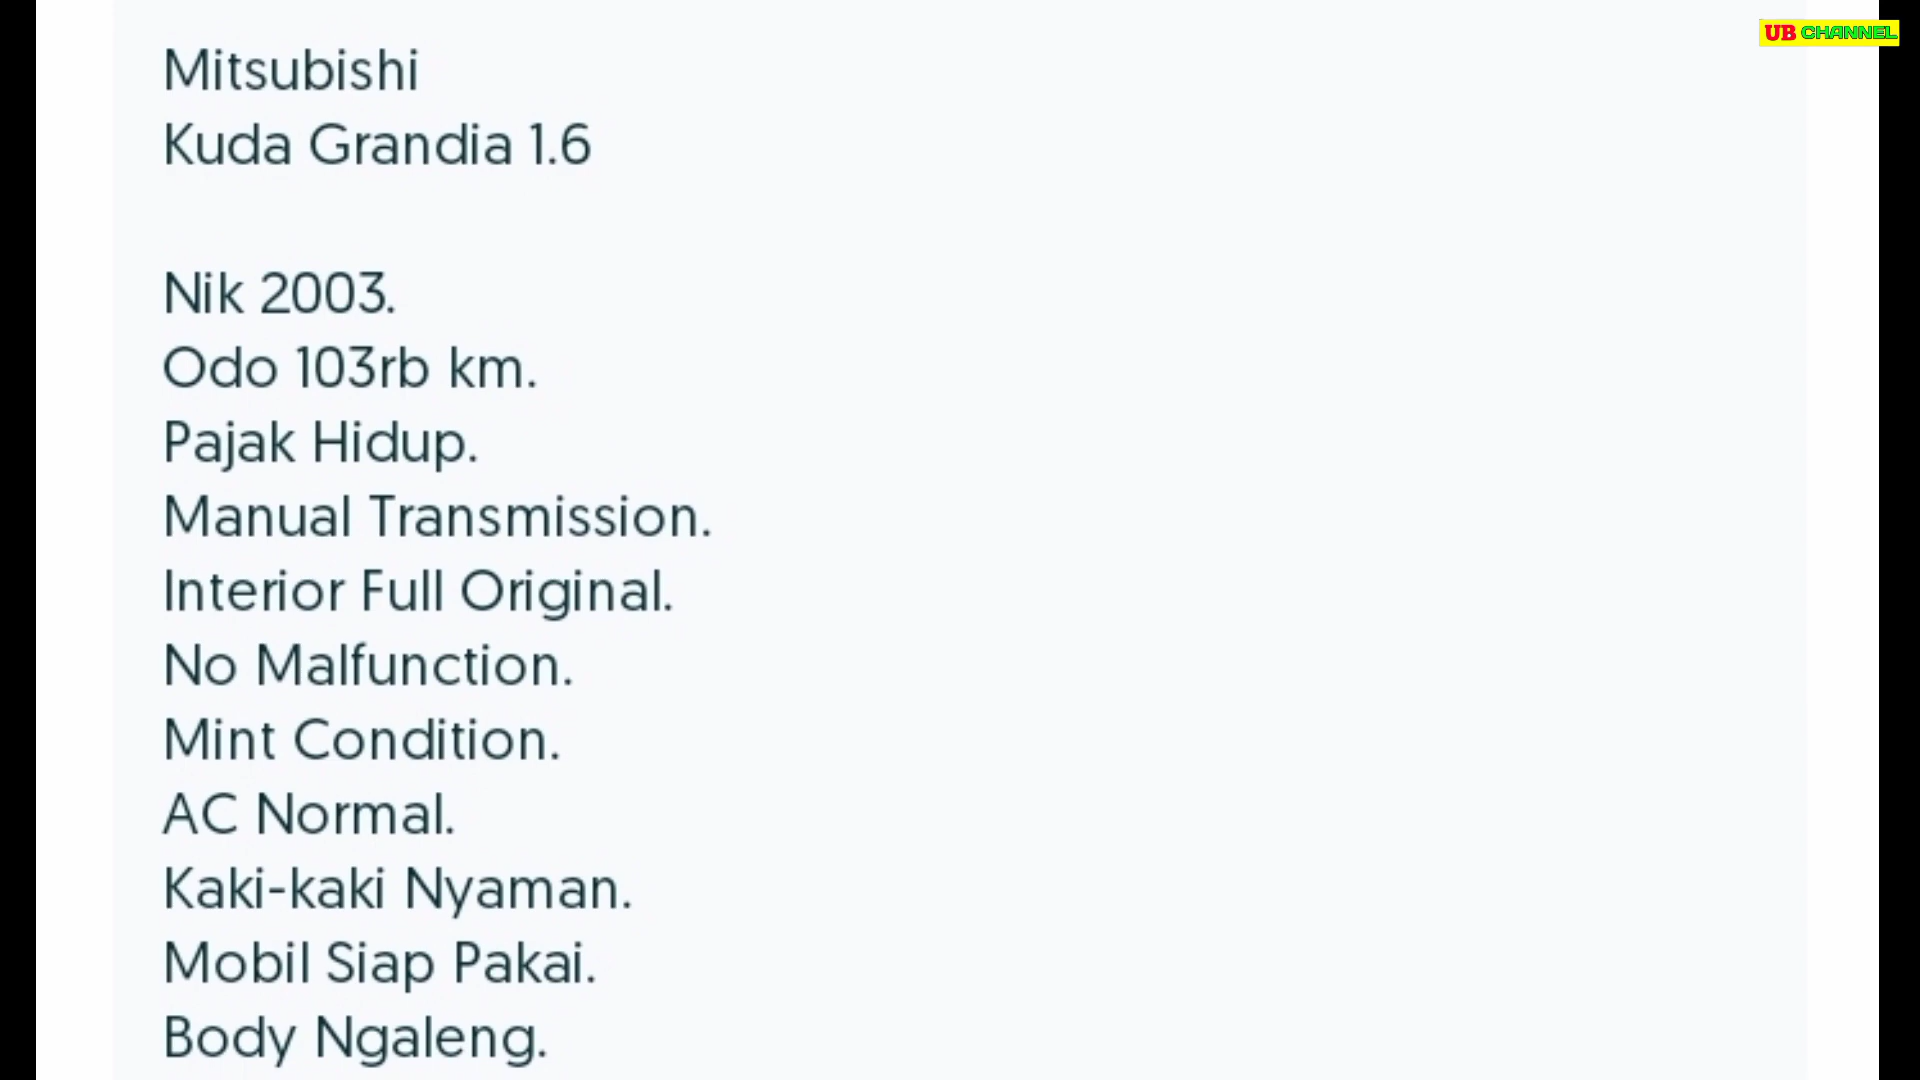 UB CHANNEL
Mitsubishi
Kuda Grandia 1.6
Nik 2003.
Odo 103rb km.
Pajak Hidup.
Manual Transmission.
Interior Full Original.
No Malfunction.
Mint Condition.
AC Normal.
Kaki-kaki Nyaman.
Mobil Siap Pakai.
Body Ngaleng.